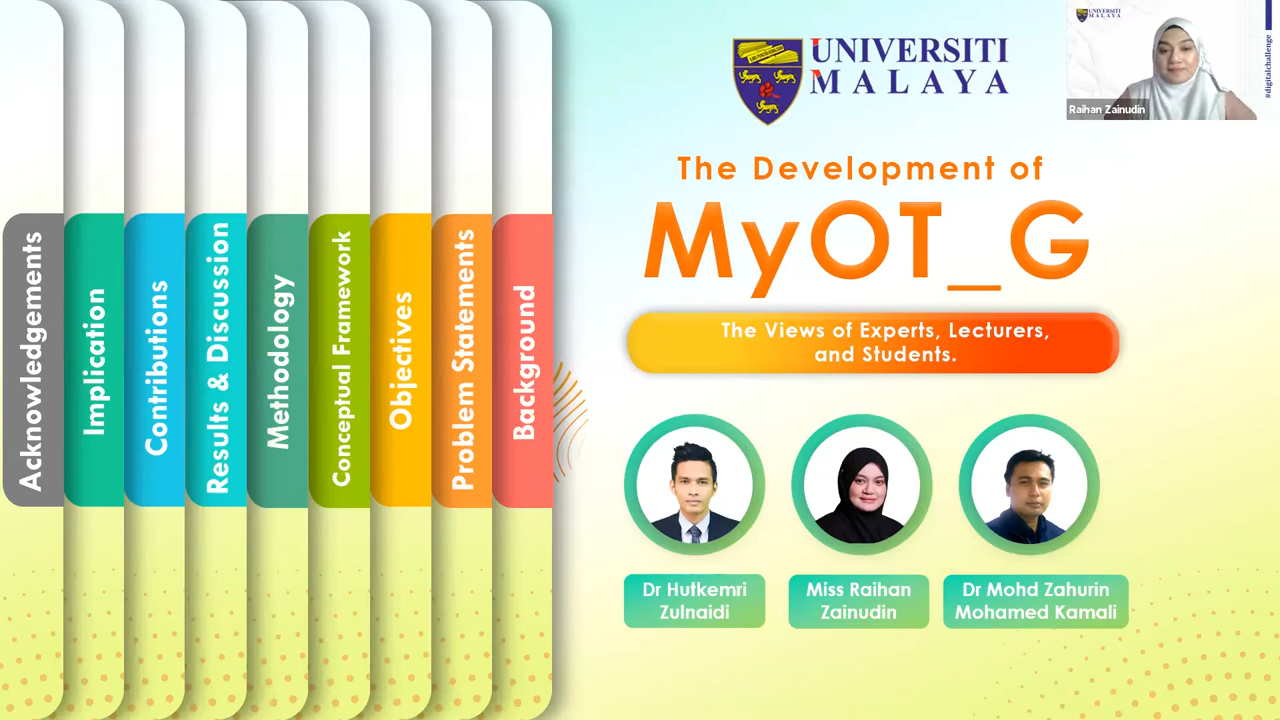 Acknowledgements
Implication
Contributions
Results & Discussion
Methodology
Conceptual Framework
Objectives
Problem Statements
Background
UNIVERSITI
MALAYA
The Development of
MyOT_G
The Views of Experts, Lecturers,
and Students.
Dr Hutkemri
Zulnaidi
Miss Raihan
Zainudin
Dr Mohd Zahurin
Mohamed Kamali
UNIVERSITI
MALAYA
Raihan Zainudin
#digitalchallenge